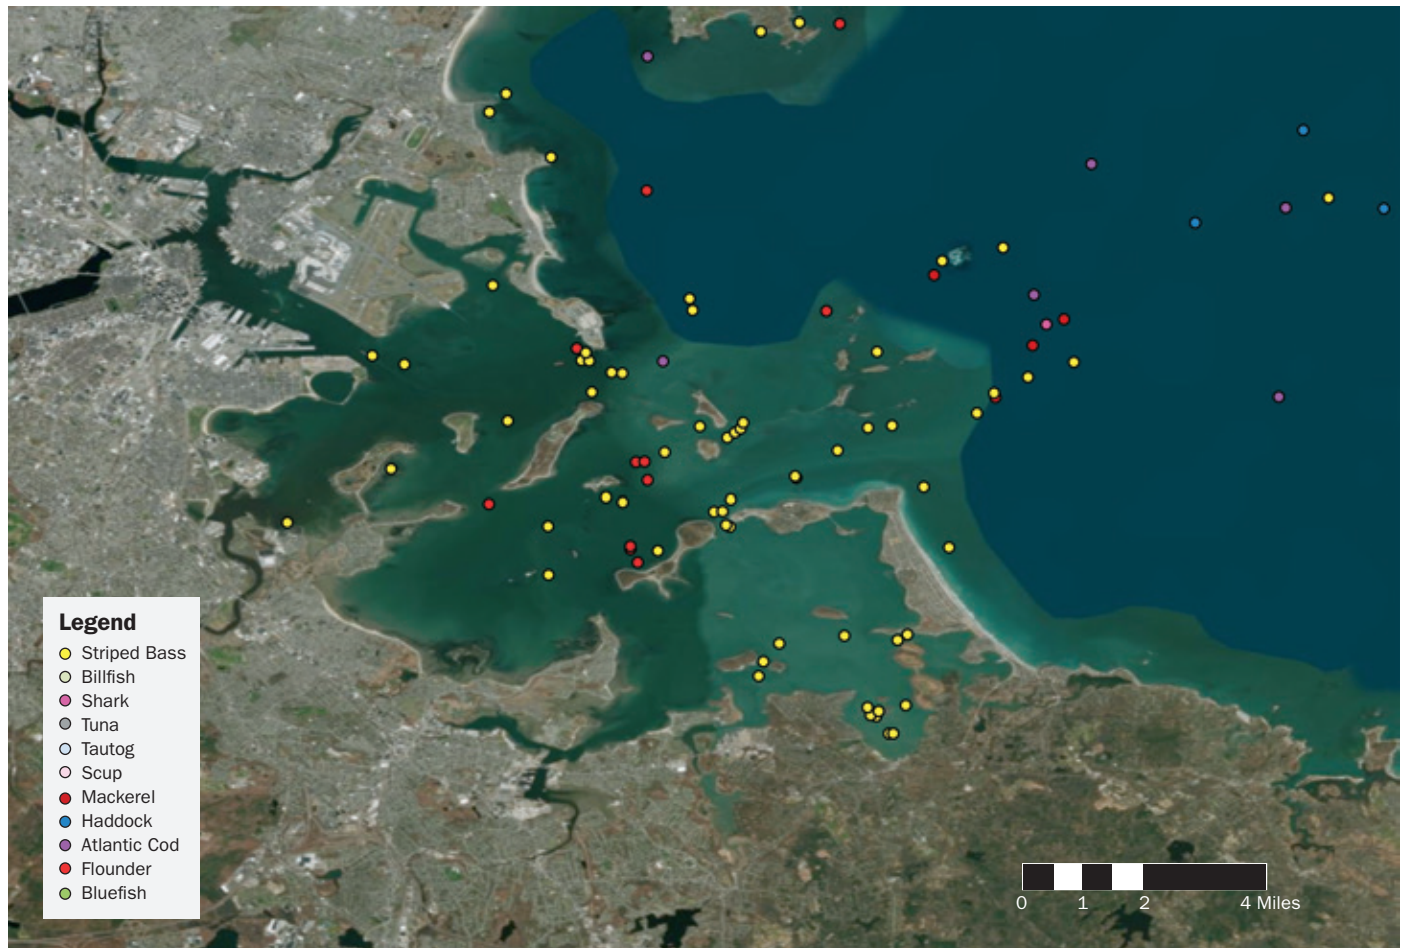 Legend
Striped Bass
Billfish
Shark
Tuna
Tautog
Scup
Mackerel
Haddock
Atlantic Cod
Flounder
Bluefish
0 1 2 4 Miles